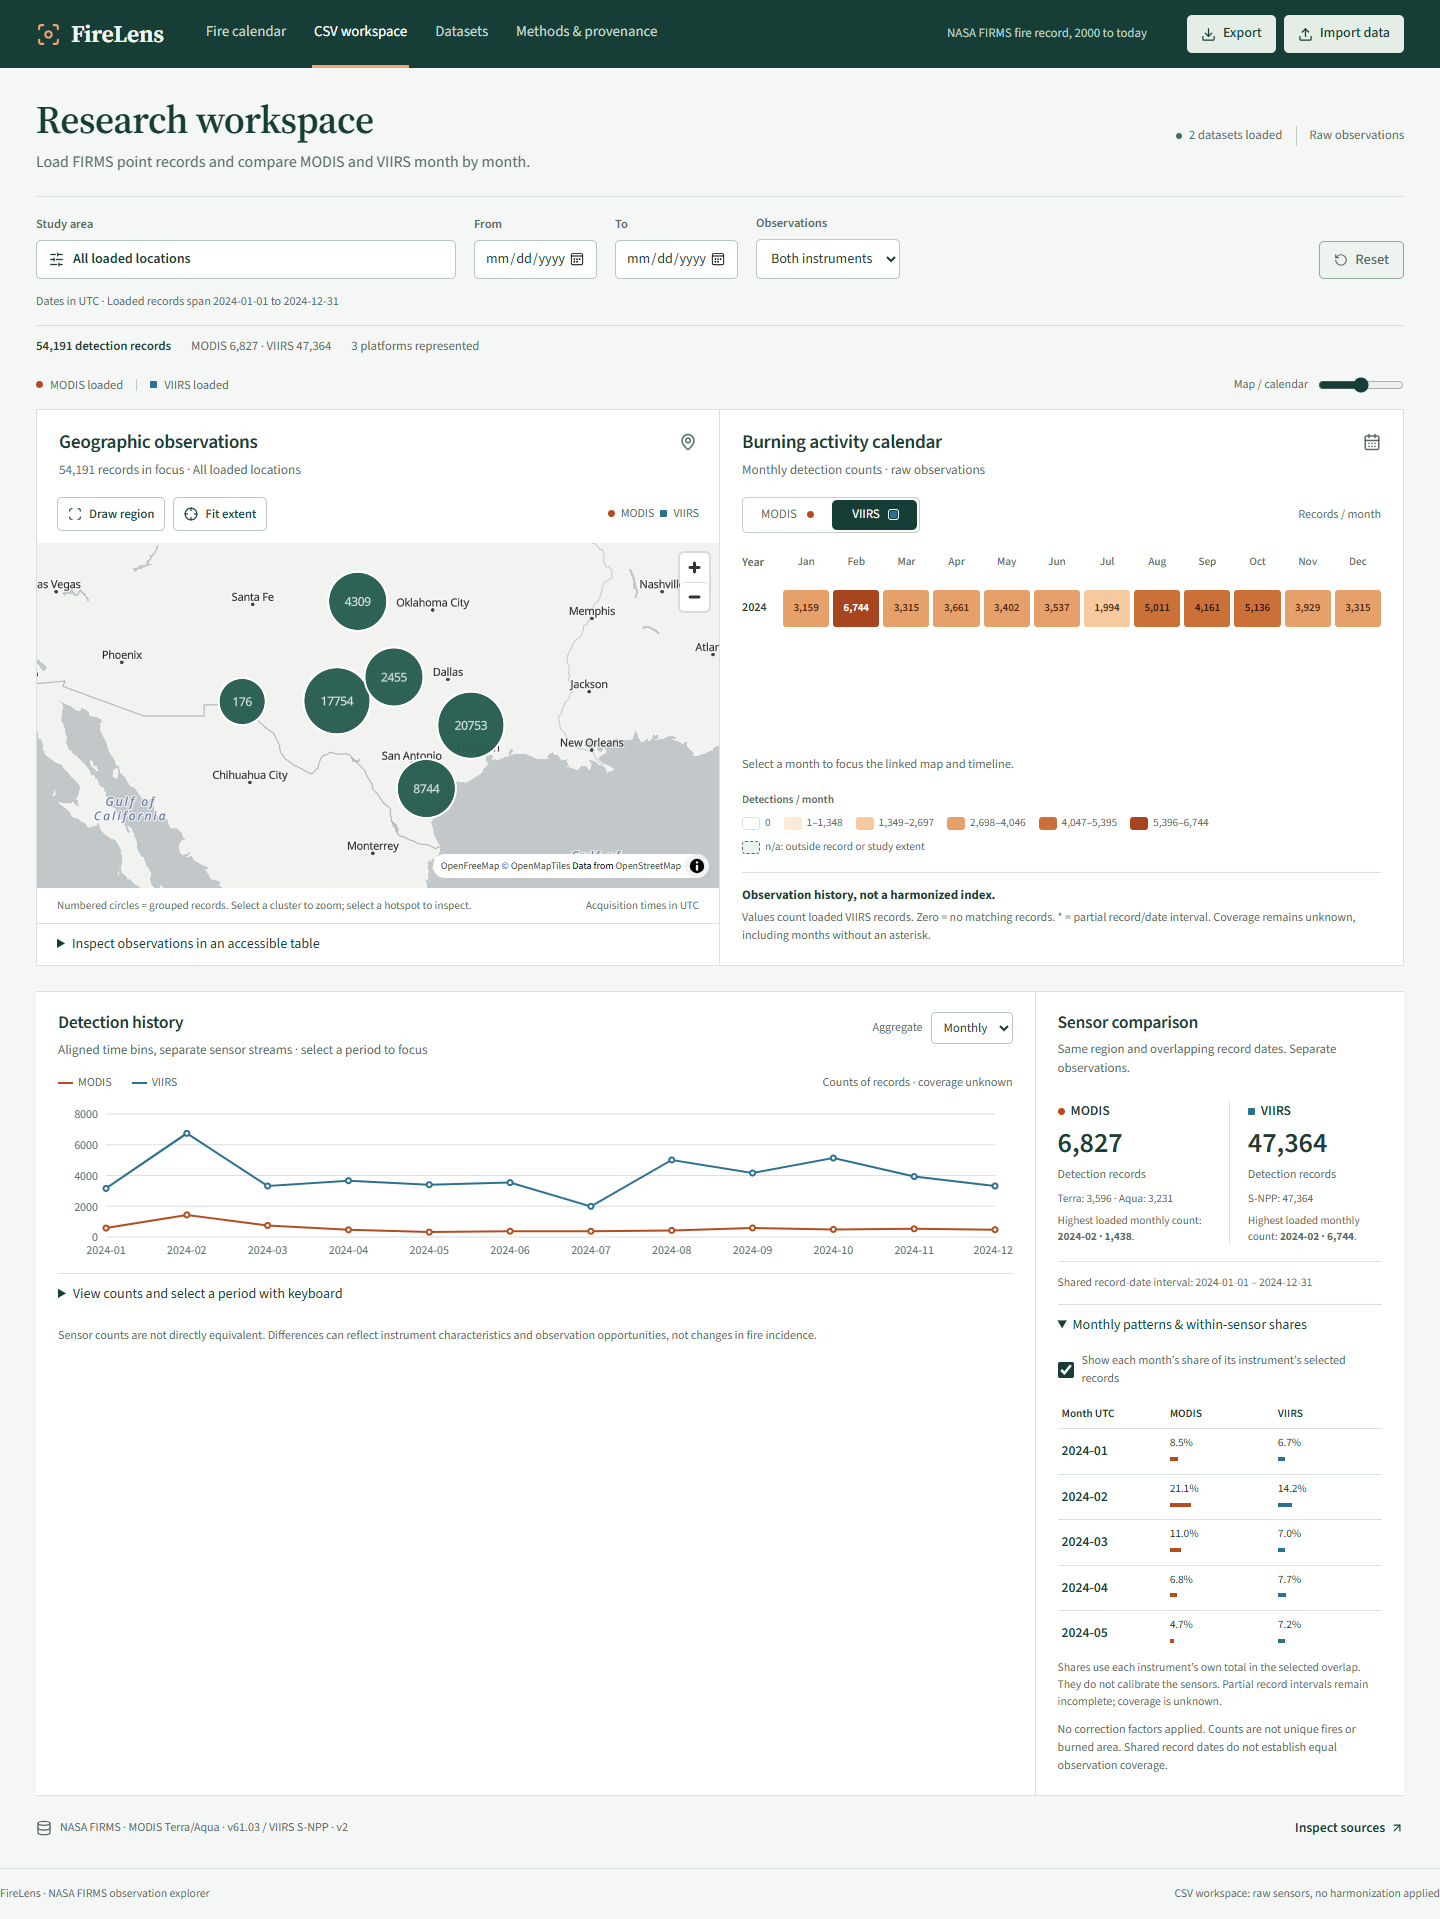 FireLens
Fire calendar
CSV workspace
Datasets
Methods & provenance
NASA FIRMS fire record, 2000 to today
Export
Import data
Research workspace
Load FIRMS point records and compare MODIS and VIIRS month by month.
2 datasets loaded
Raw observations
Study area
From
To
Observations
All loaded locations
mm/dd/yyyy
mm/dd/yyyy
Both instruments
Reset
Dates in UTC · Loaded records span 2024-01-01 to 2024-12-31
54,191 detection records
MODIS 6,827 · VIIRS 47,364
3 platforms represented
MODIS loaded
VIIRS loaded
Map / calendar
Geographic observations
54,191 records in focus · All loaded locations
Draw region
Fit extent
MODIS
VIIRS
as Vegas
Santa Fe
4309
Oklahoma City
Nashvill
Memphis
Phoenix
Atlar
2455
Dallas
176
17754
Jackson
20753
New Orleans
San Antonio
Chihuahua City
8744
Gulf of
California
Monterrey
OpenFreeMap © OpenMapTiles Data from OpenStreetMap
Numbered circles = grouped records. Select a cluster to zoom; select a hotspot to inspect.
Acquisition times in UTC
Inspect observations in an accessible table
Burning activity calendar
Monthly detection counts · raw observations
MODIS
VIIRS
Records / month
Year Jan Feb Mar Apr May Jun Jul Aug Sep Oct Nov Dec
2024 3,159 6,744 3,315 3,661 3,402 3,537 1,994 5,011 4,161 5,136 3,929 3,315
Select a month to focus the linked map and timeline.
Detections / month
0 1–1,348 1,349–2,697 2,698–4,046 4,047–5,395 5,396–6,744
n/a: outside record or study extent
Observation history, not a harmonized index.
Values count loaded VIIRS records. Zero = no matching records. * = partial record/date interval. Coverage remains unknown,
including months without an asterisk.
Detection history
Aligned time bins, separate sensor streams · select a period to focus
Aggregate
Monthly
MODIS
VIIRS
Counts of records · coverage unknown
8000
6000
4000
2000
0
2024-01 2024-02 2024-03 2024-04 2024-05 2024-06 2024-07 2024-08 2024-09 2024-10 2024-11 2024-12
View counts and select a period with keyboard
Sensor counts are not directly equivalent. Differences can reflect instrument characteristics and observation opportunities, not changes in fire incidence.
Sensor comparison
Same region and overlapping record dates. Separate
observations.
MODIS
6,827
Detection records
Terra: 3,596 · Aqua: 3,231
Highest loaded monthly count:
2024-02 · 1,438.
VIIRS
47,364
Detection records
S-NPP: 47,364
Highest loaded monthly
count: 2024-02 · 6,744.
Shared record-date interval: 2024-01-01 – 2024-12-31
Monthly patterns & within-sensor shares
Show each month's share of its instrument's selected
records
Month UTC MODIS VIIRS
2024-01 8.5% 6.7%
2024-02 21.1% 14.2%
2024-03 11.0% 7.0%
2024-04 6.8% 7.7%
2024-05 4.7% 7.2%
Shares use each instrument's own total in the selected overlap.
They do not calibrate the sensors. Partial record intervals remain
incomplete; coverage is unknown.
No correction factors applied. Counts are not unique fires or
burned area. Shared record dates do not establish equal
observation coverage.
NASA FIRMS · MODIS Terra/Aqua · v61.03 / VIIRS S-NPP · v2
Inspect sources
FireLens · NASA FIRMS observation explorer
CSV workspace: raw sensors, no harmonization applied